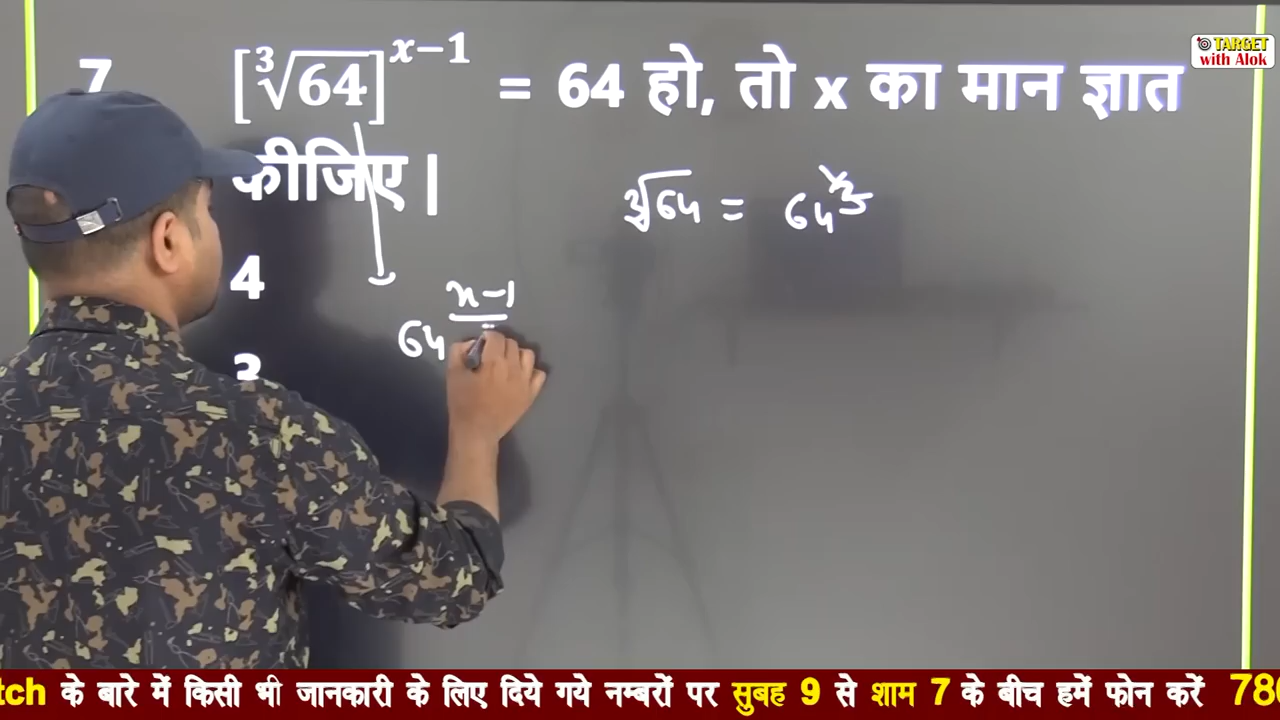 TARGET
with Alok
7 [∛64]^{x−1} = 64 हो, तो x का मान ज्ञात
कीजिए |
∛64 = 64^{1/3}
4
64^{x-1}
3
tch के बारे में किसी भी जानकारी के लिए दिये गये नम्बरों पर सुबह 9 से शाम 7 के बीच हमें फोन करें